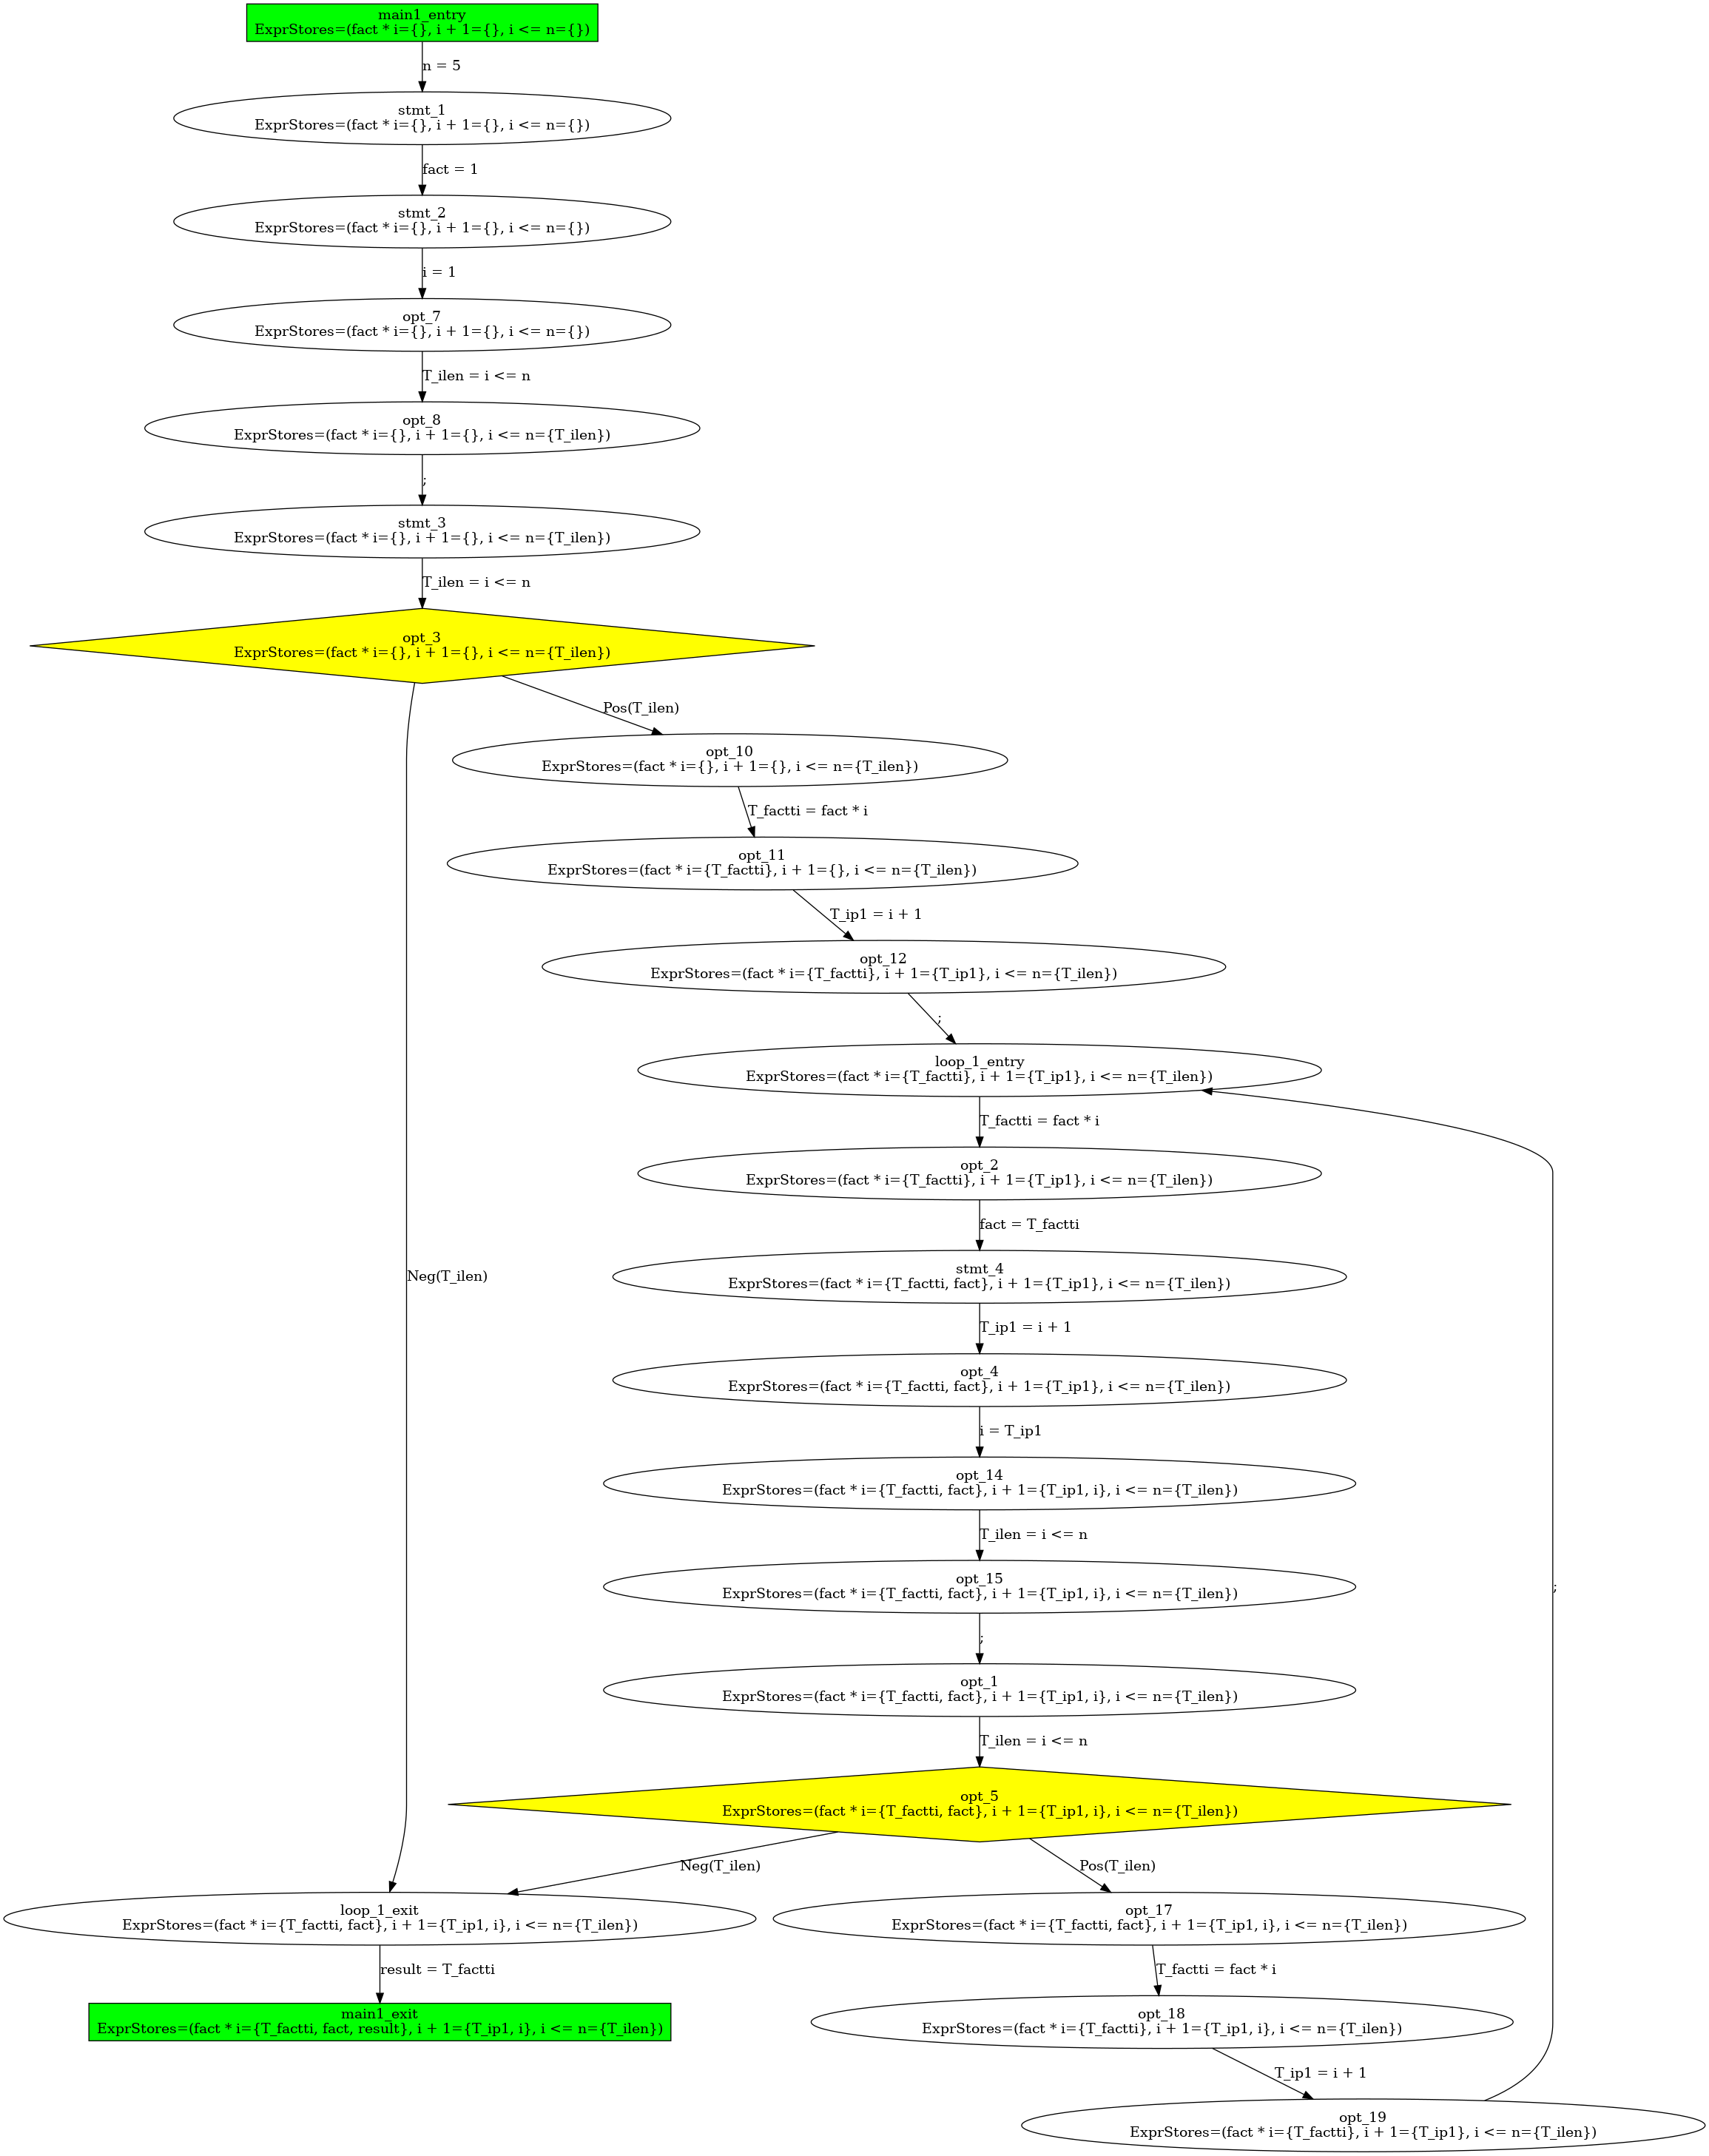 main1_entry
ExprStores=(fact * i={}, i + 1={}, i <= n={})
n = 5
stmt_1
ExprStores=(fact * i={}, i + 1={}, i <= n={})
fact = 1
stmt_2
ExprStores=(fact * i={}, i + 1={}, i <= n={})
i = 1
opt_7
ExprStores=(fact * i={}, i + 1={}, i <= n={})
T_ilen = i <= n
opt_8
ExprStores=(fact * i={}, i + 1={}, i <= n={T_ilen})
;
stmt_3
ExprStores=(fact * i={}, i + 1={}, i <= n={T_ilen})
T_ilen = i <= n
opt_3
ExprStores=(fact * i={}, i + 1={}, i <= n={T_ilen})
Pos(T_ilen)
opt_10
ExprStores=(fact * i={}, i + 1={}, i <= n={T_ilen})
T_factti = fact * i
opt_11
ExprStores=(fact * i={T_factti}, i + 1={}, i <= n={T_ilen})
T_ip1 = i + 1
opt_12
ExprStores=(fact * i={T_factti}, i + 1={T_ip1}, i <= n={T_ilen})
;
loop_1_entry
ExprStores=(fact * i={T_factti}, i + 1={T_ip1}, i <= n={T_ilen})
T_factti = fact * i
opt_2
ExprStores=(fact * i={T_factti}, i + 1={T_ip1}, i <= n={T_ilen})
fact = T_factti
stmt_4
ExprStores=(fact * i={T_factti, fact}, i + 1={T_ip1}, i <= n={T_ilen})
Neg(T_ilen)
T_ip1 = i + 1
opt_4
ExprStores=(fact * i={T_factti, fact}, i + 1={T_ip1}, i <= n={T_ilen})
i = T_ip1
opt_14
ExprStores=(fact * i={T_factti, fact}, i + 1={T_ip1, i}, i <= n={T_ilen})
T_ilen = i <= n
opt_15
ExprStores=(fact * i={T_factti, fact}, i + 1={T_ip1, i}, i <= n={T_ilen})
;
;
opt_1
ExprStores=(fact * i={T_factti, fact}, i + 1={T_ip1, i}, i <= n={T_ilen})
T_ilen = i <= n
opt_5
ExprStores=(fact * i={T_factti, fact}, i + 1={T_ip1, i}, i <= n={T_ilen})
Neg(T_ilen)
Pos(T_ilen)
loop_1_exit
ExprStores=(fact * i={T_factti, fact}, i + 1={T_ip1, i}, i <= n={T_ilen})
opt_17
ExprStores=(fact * i={T_factti, fact}, i + 1={T_ip1, i}, i <= n={T_ilen})
result = T_factti
T_factti = fact * i
main1_exit
ExprStores=(fact * i={T_factti, fact, result}, i + 1={T_ip1, i}, i <= n={T_ilen})
opt_18
ExprStores=(fact * i={T_factti}, i + 1={T_ip1, i}, i <= n={T_ilen})
T_ip1 = i + 1
opt_19
ExprStores=(fact * i={T_factti}, i + 1={T_ip1}, i <= n={T_ilen})